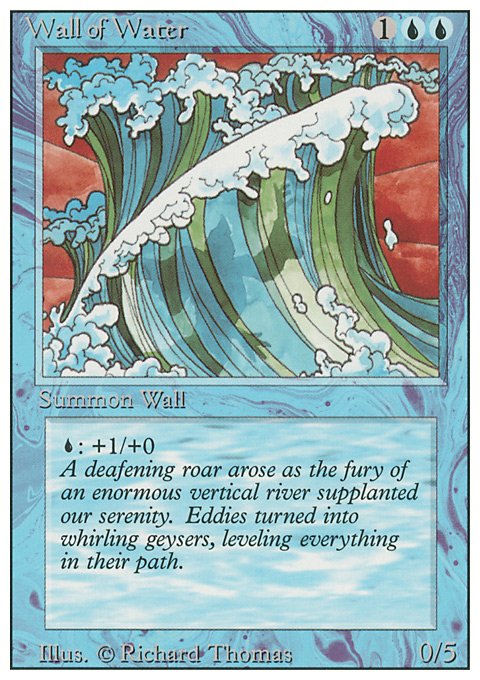 Wall of Water 1
Summon Wall
: +1/+0
A deafening roar arose as the fury of
an enormous vertical river supplanted
our serenity. Eddies turned into
whirling geysers, leveling everything
in their path.
Illus. © Richard Thomas 0/5